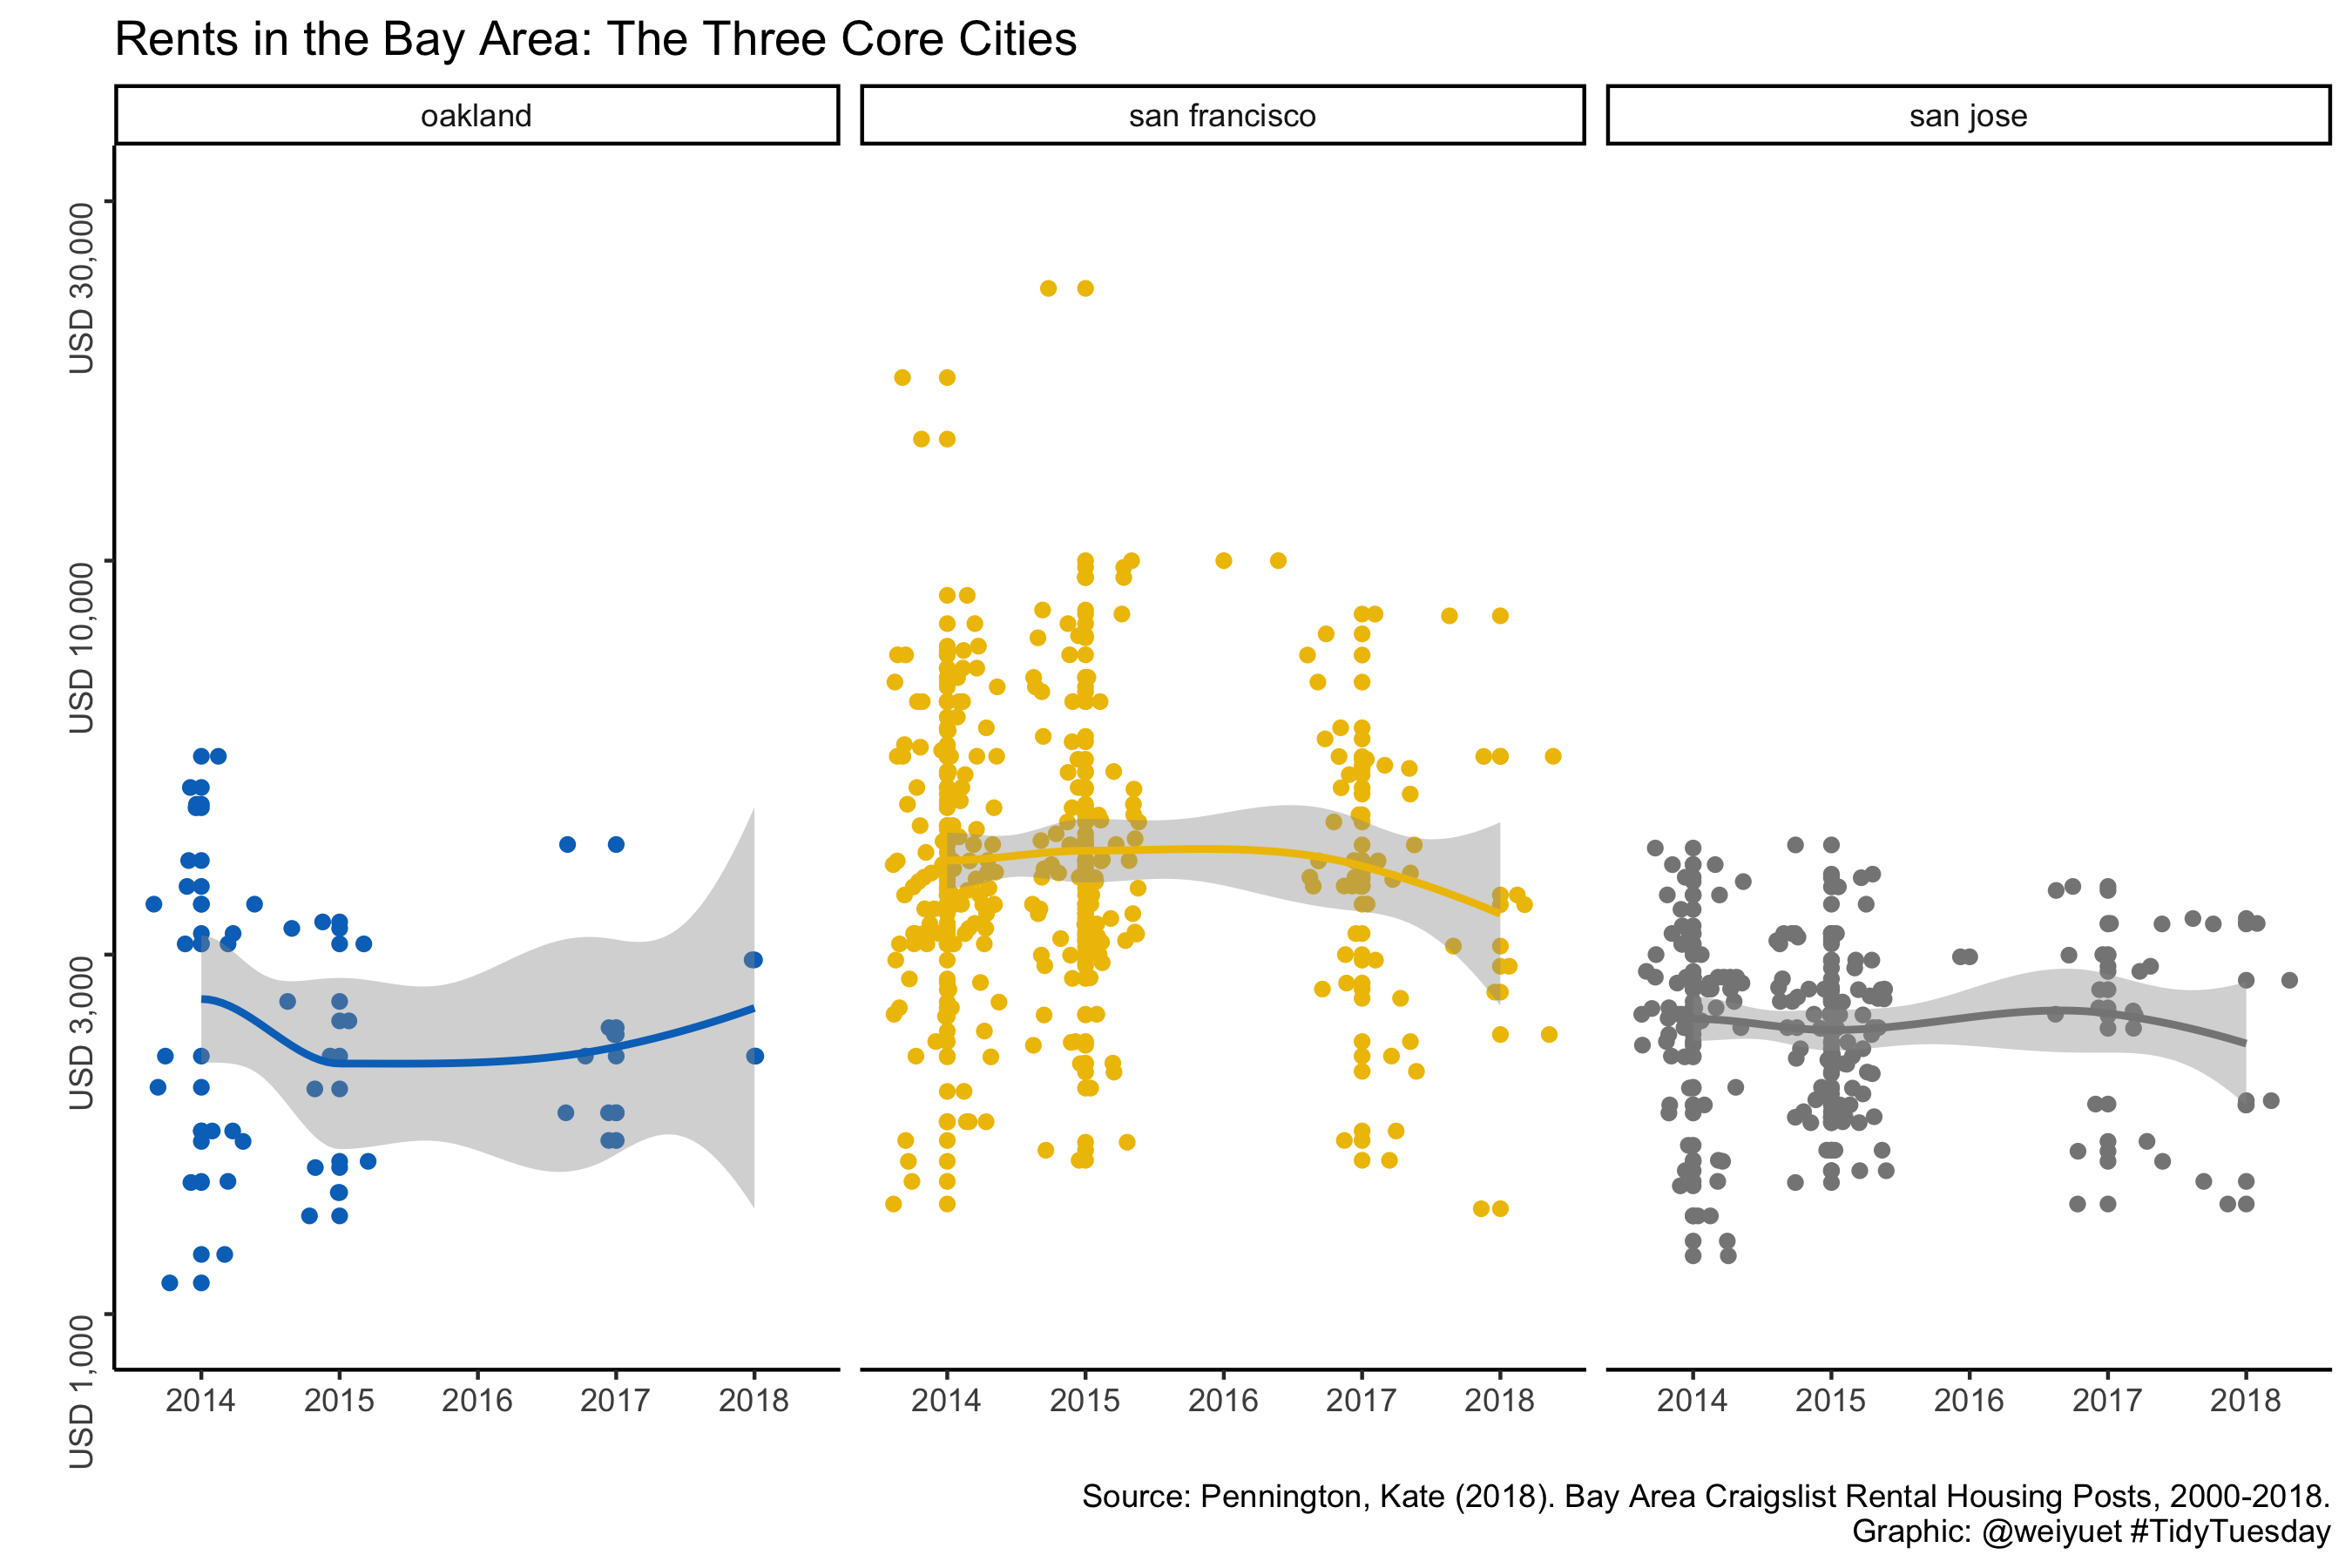 Rents in the Bay Area: The Three Core Cities
oakland
san francisco
san jose
USD 30,000
USD 10,000
USD 3,000
USD 1,000
2014 2015 2016 2017 2018
2014 2015 2016 2017 2018
2014 2015 2016 2017 2018
Source: Pennington, Kate (2018). Bay Area Craigslist Rental Housing Posts, 2000-2018.
Graphic: @weiyuet #TidyTuesday